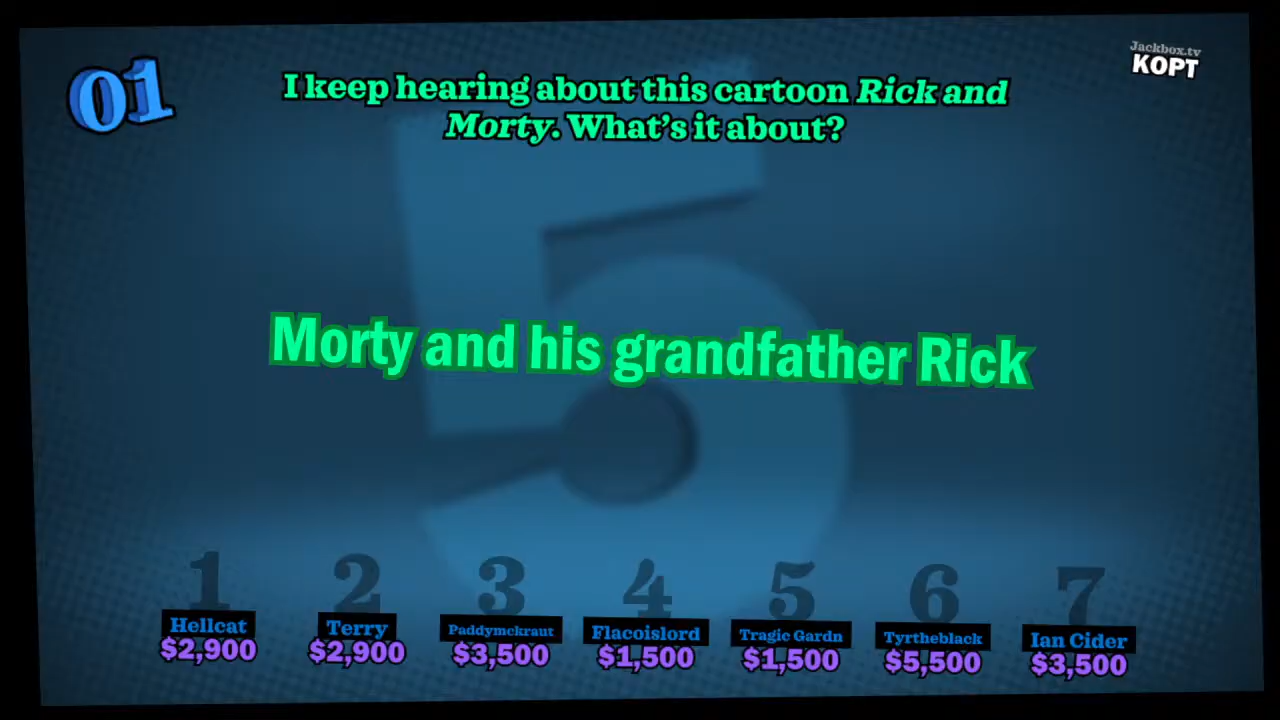 01
I keep hearing about this cartoon Rick and
Morty. What's it about?
Jackbox.tv
KOPT
5
Morty and his grandfather Rick
1 2 3 4 5 6 7
Hellcat Terry Paddymckraut Flacoislord Tragic Gardn Tyrtheblack Ian Cider
$2,900 $2,900 $3,500 $1,500 $1,500 $5,500 $3,500